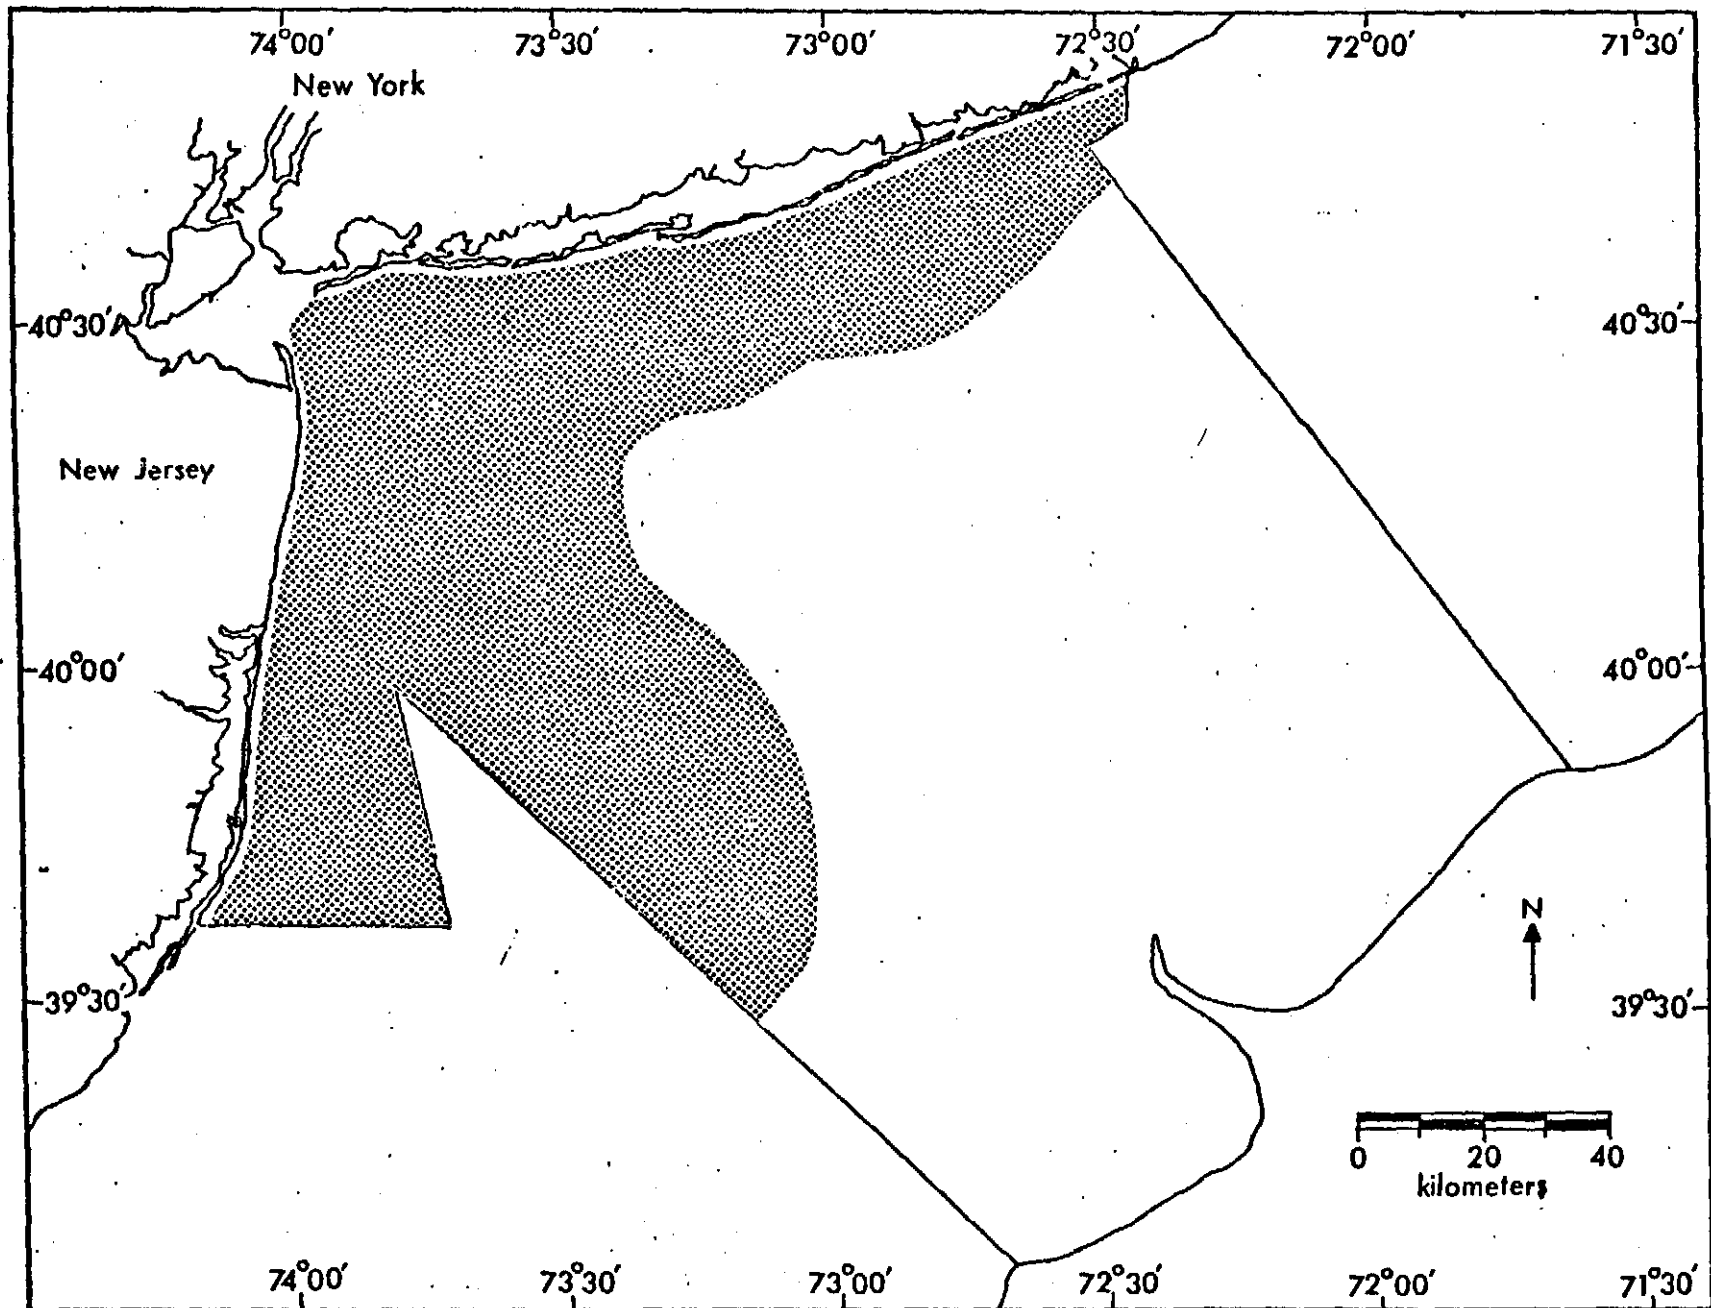 74°00′ 73°30′ 73°00′ 72°30′ 72°00′ 71°30′
New York
40°30′ 40°30′
New Jersey
40°00′ 40°00′
N
39°30′ 39°30′
0 20 40
kilometers
74°00′ 73°30′ 73°00′ 72°30′ 72°00′ 71°30′